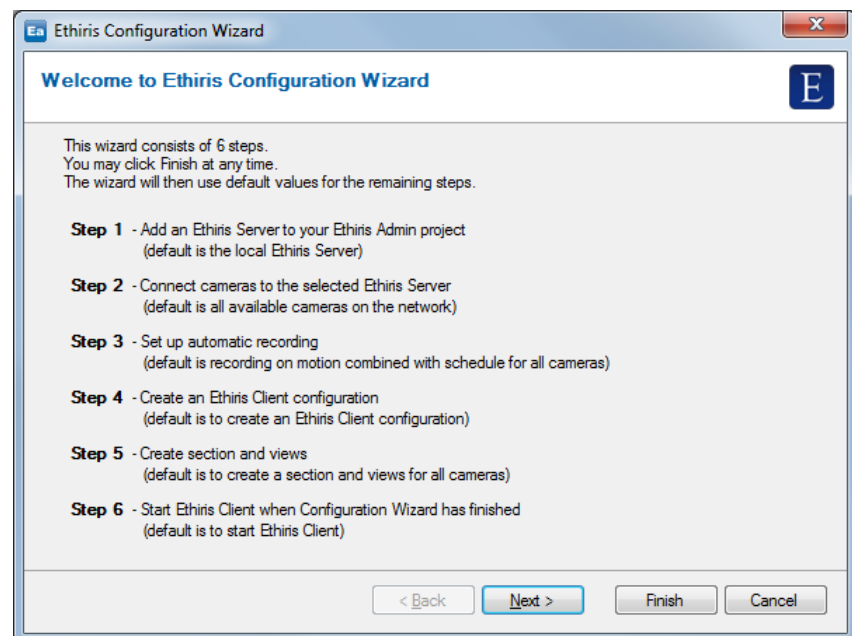 Ea Ethiris Configuration Wizard
X
Welcome to Ethiris Configuration Wizard
E
This wizard consists of 6 steps.
You may click Finish at any time.
The wizard will then use default values for the remaining steps.
Step 1 - Add an Ethiris Server to your Ethiris Admin project
(default is the local Ethiris Server)
Step 2 - Connect cameras to the selected Ethiris Server
(default is all available cameras on the network)
Step 3 - Set up automatic recording
(default is recording on motion combined with schedule for all cameras)
Step 4 - Create an Ethiris Client configuration
(default is to create an Ethiris Client configuration)
Step 5 - Create section and views
(default is to create a section and views for all cameras)
Step 6 - Start Ethiris Client when Configuration Wizard has finished
(default is to start Ethiris Client)
< Back Next > Finish Cancel